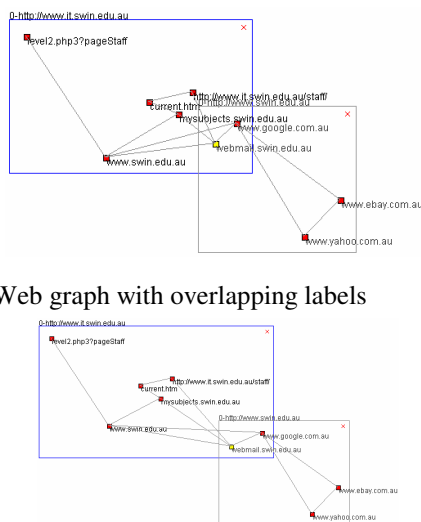 0-http://www.it.swin.edu.au
level2.php3?pageStaff
http://www.it.swin.edu.au/staff/
current.htm
0-http://www.swin.edu.au
mysubjects.swin.edu.au
www.google.com.au
webmail.swin.edu.au
www.swin.edu.au
www.ebay.com.au
www.yahoo.com.au
Web graph with overlapping labels
0-http://www.it.swin.edu.au
level2.php3?pageStaff
http://www.it.swin.edu.au/staff/
current.htm
mysubjects.swin.edu.au
0-http://www.swin.edu.au
www.swin.edu.au
www.google.com.au
webmail.swin.edu.au
www.ebay.com.au
www.yahoo.com.au